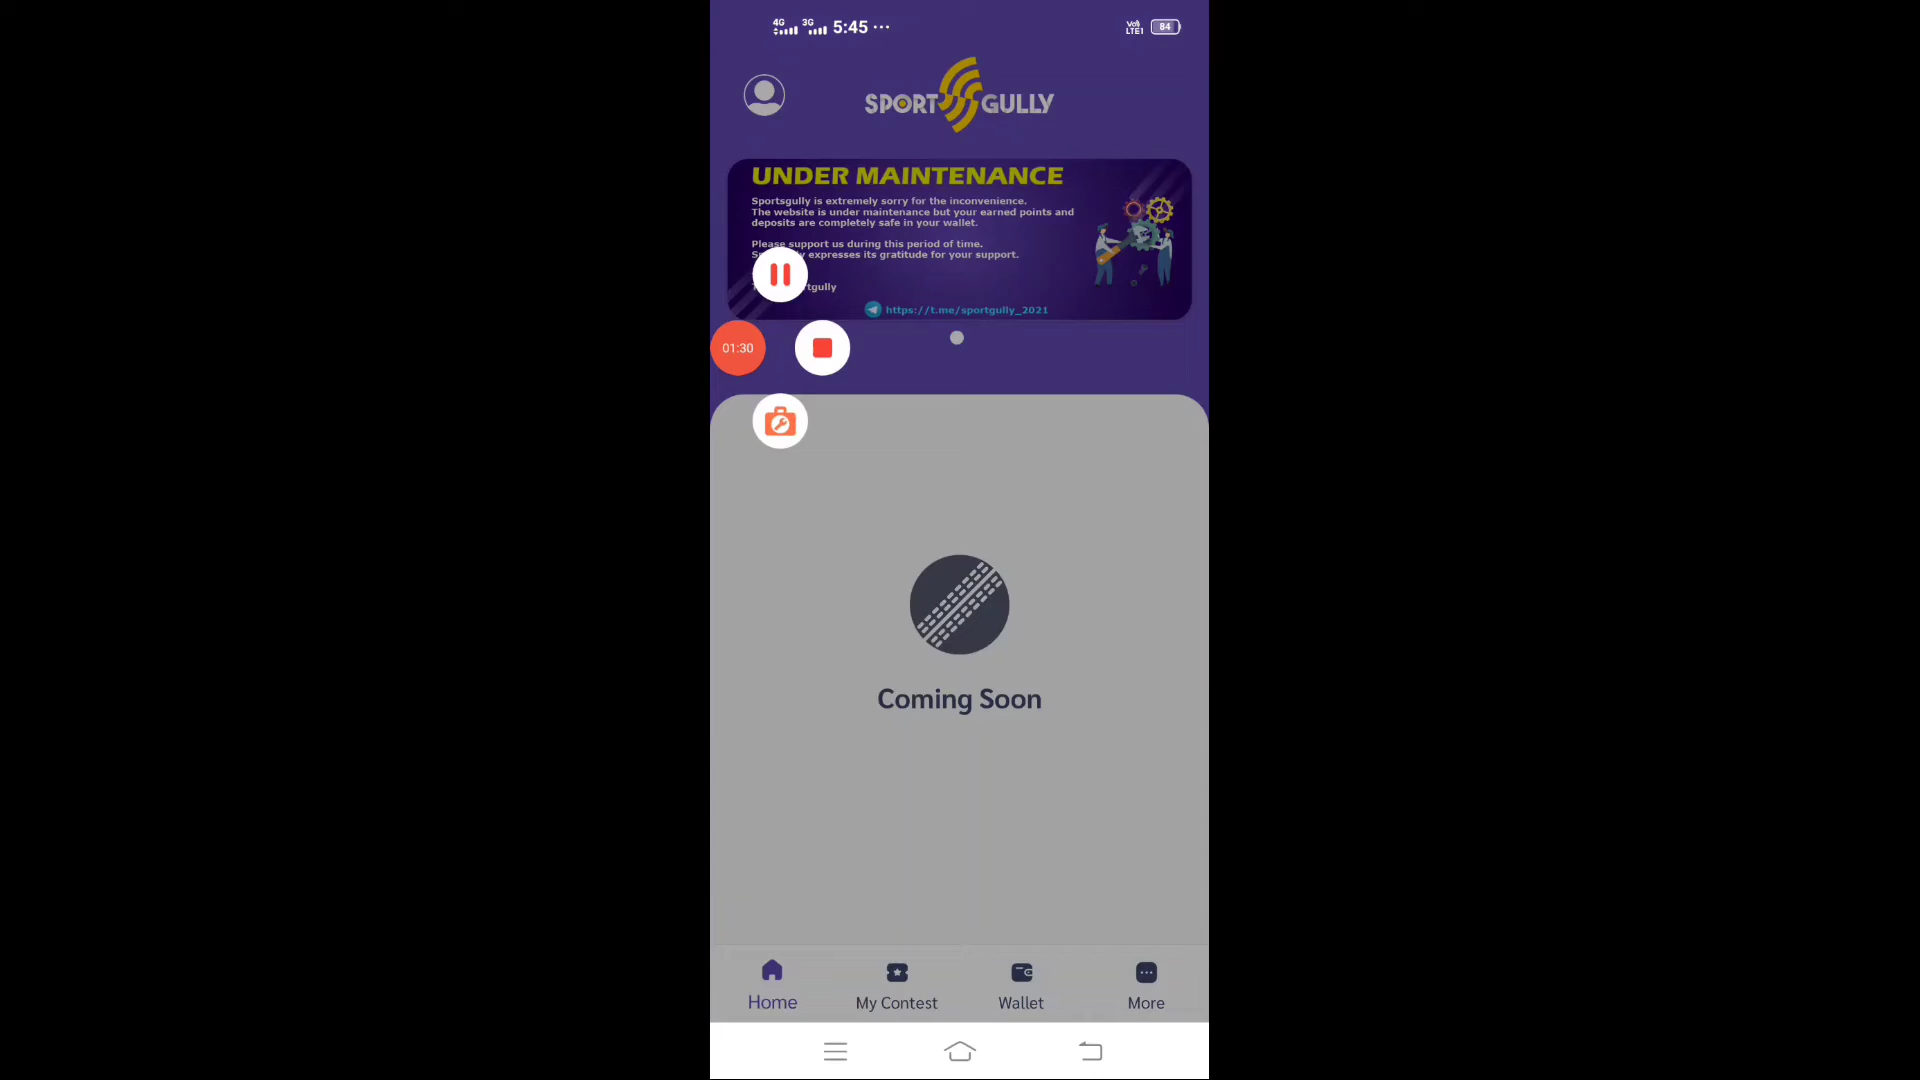 4G 3G 5:45 ... Vo) LTE1 84
SPORT GULLY
UNDER MAINTENANCE
Sportsgully is extremely sorry for the inconvenience.
The website is under maintenance but your earned points and
deposits are completely safe in your wallet.
Please support us during this period of time.
expresses its gratitude for your support.
https://t.me/sportgully_2021
01:30
Coming Soon
Home My Contest Wallet More